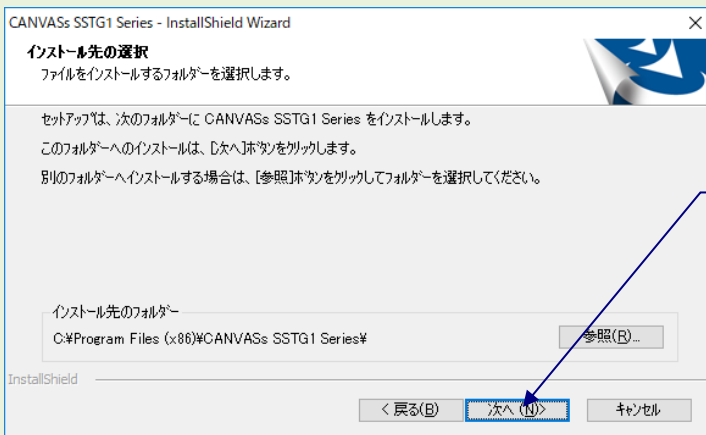 CANVASs SSTG1 Series - InstallShield Wizard
インストール先の選択
ファイルをインストールするフォルダーを選択します。
セットアップは、次のフォルダーに CANVASs SSTG1 Series をインストールします。
このフォルダーへのインストールは、[次へ]ボタンをクリックします。
別のフォルダーへインストールする場合は、[参照]ボタンをクリックしてフォルダーを選択してください。
インストール先のフォルダー
C:¥Program Files (x86)¥CANVASs SSTG1 Series¥
参照(R)...
InstallShield
< 戻る(B)
次へ (N)>
キャンセル